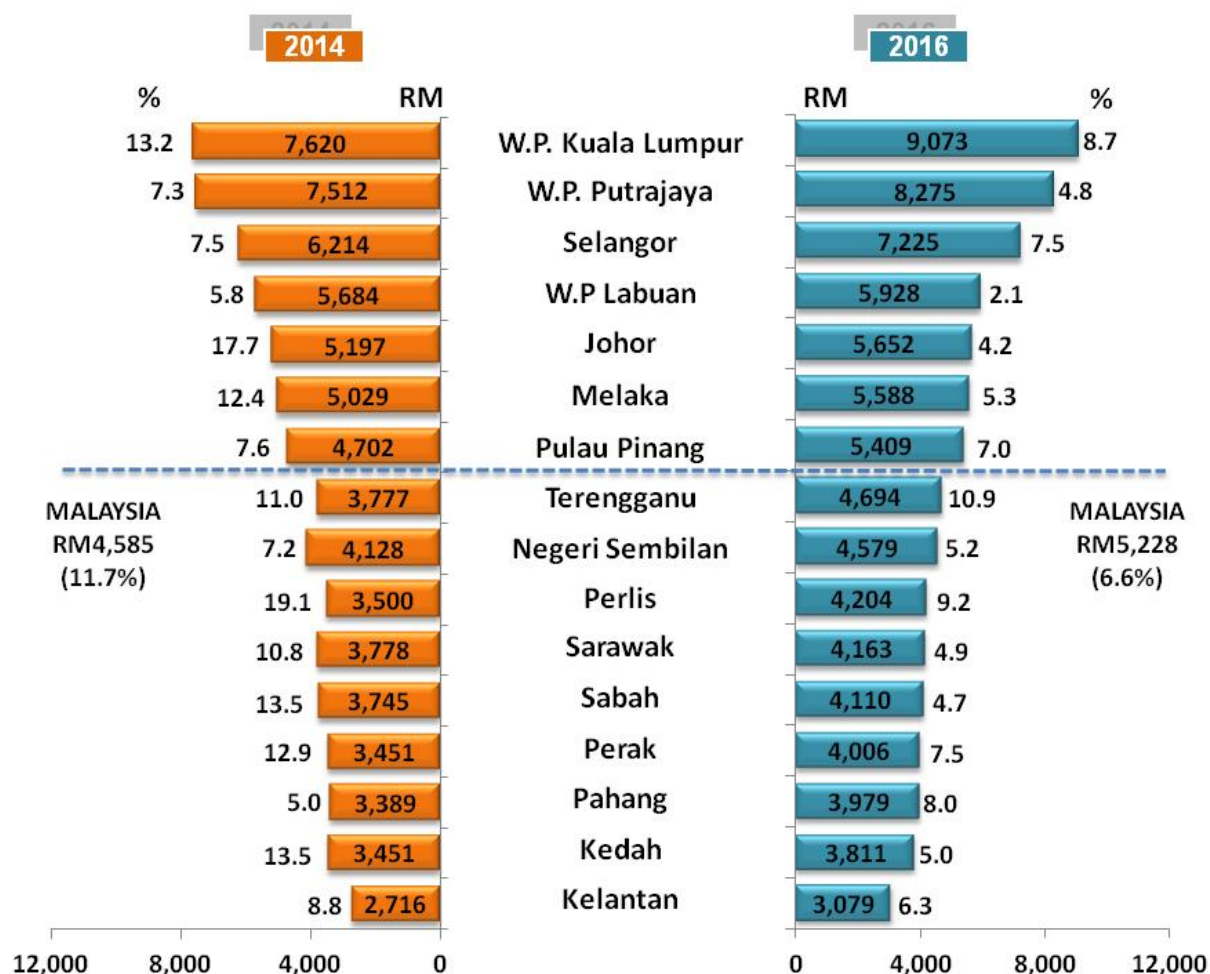 2014 2016
% RM RM %
13.2 7,620 W.P. Kuala Lumpur 9,073 8.7
7.3 7,512 W.P. Putrajaya 8,275 4.8
7.5 6,214 Selangor 7,225 7.5
5.8 5,684 W.P Labuan 5,928 2.1
17.7 5,197 Johor 5,652 4.2
12.4 5,029 Melaka 5,588 5.3
7.6 4,702 Pulau Pinang 5,409 7.0
11.0 3,777 Terengganu 4,694 10.9
7.2 4,128 Negeri Sembilan 4,579 5.2
19.1 3,500 Perlis 4,204 9.2
10.8 3,778 Sarawak 4,163 4.9
13.5 3,745 Sabah 4,110 4.7
12.9 3,451 Perak 4,006 7.5
5.0 3,389 Pahang 3,979 8.0
13.5 3,451 Kedah 3,811 5.0
8.8 2,716 Kelantan 3,079 6.3
MALAYSIA
RM4,585
(11.7%)
MALAYSIA
RM5,228
(6.6%)
12,000 8,000 4,000 0 0 4,000 8,000 12,000